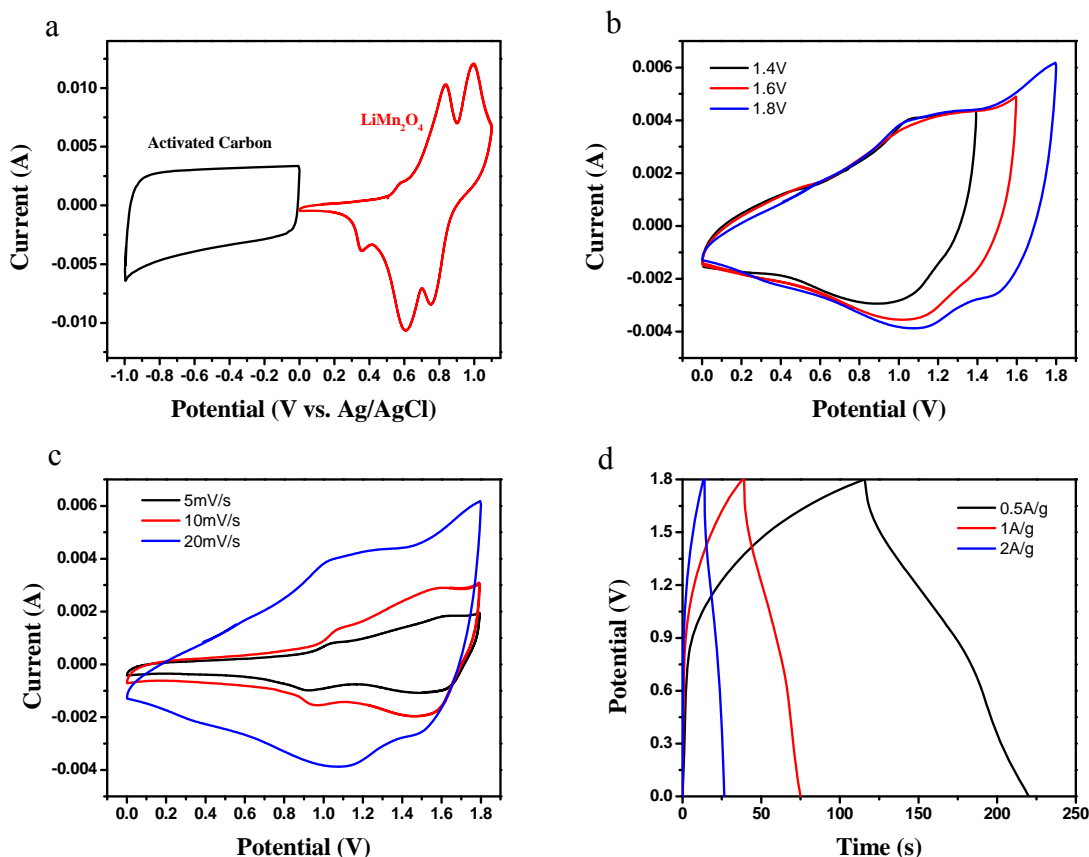 a
0.010
0.005
0.000
-0.005
-0.010
Current (A)
Activated Carbon
LiMn2O4
-1.0 -0.8 -0.6 -0.4 -0.2 0.0 0.2 0.4 0.6 0.8 1.0
Potential (V vs. Ag/AgCl)
b
0.006
0.004
0.002
0.000
-0.002
-0.004
Current (A)
1.4V
1.6V
1.8V
0.0 0.2 0.4 0.6 0.8 1.0 1.2 1.4 1.6 1.8
Potential (V)
c
0.006
0.004
0.002
0.000
-0.002
-0.004
Current (A)
5mV/s
10mV/s
20mV/s
0.0 0.2 0.4 0.6 0.8 1.0 1.2 1.4 1.6 1.8
Potential (V)
d
1.8
1.5
1.2
0.9
0.6
0.3
0.0
Potential (V)
0.5A/g
1A/g
2A/g
0 50 100 150 200 250
Time (s)